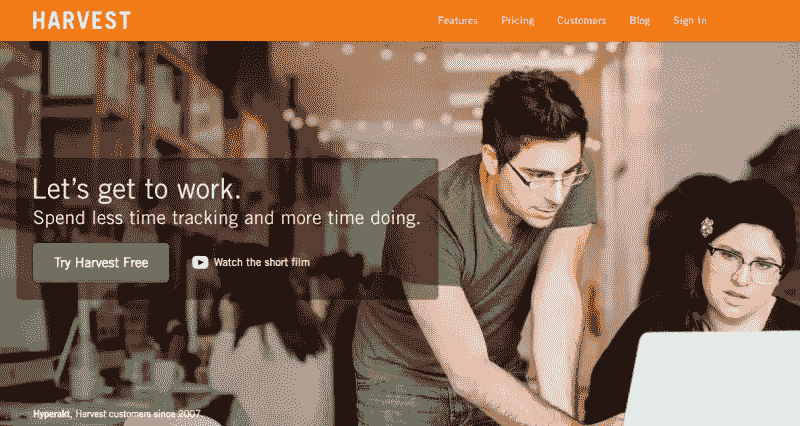 HARVEST
Features Pricing Customers Blog Sign In
Let's get to work.
Spend less time tracking and more time doing.
Try Harvest Free
Watch the short film
Hyperakt, Harvest customers since 2007.